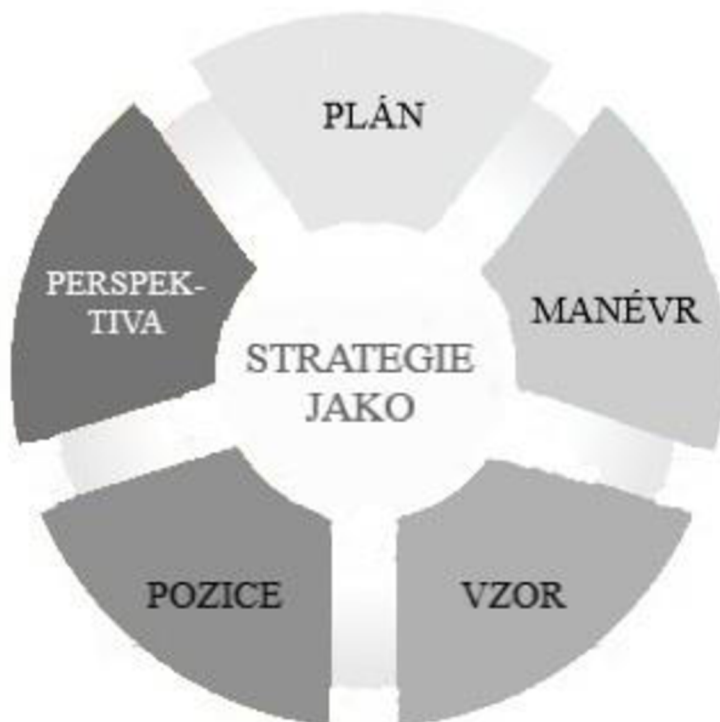 PLÁN
MANÉVR
VZOR
POZICE
PERSPEK-
TIVA
STRATEGIE
JAKO